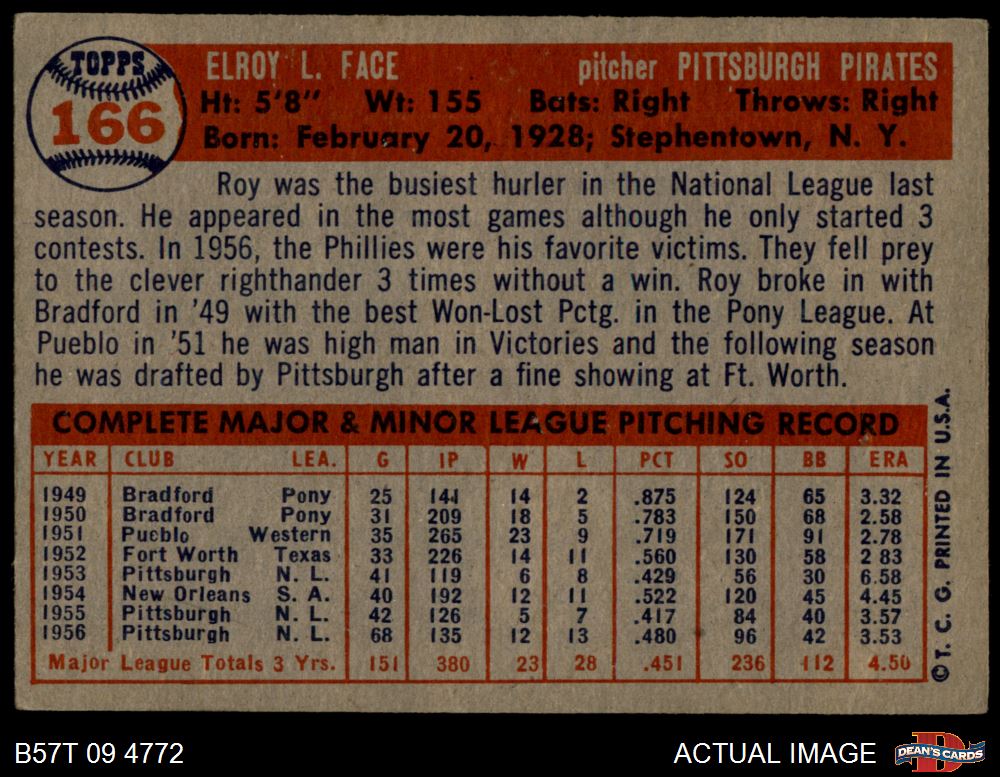 TOPPS
166
ELROY L. FACE pitcher PITTSBURGH PIRATES
Ht: 5'8" Wt: 155 Bats: Right Throws: Right
Born: February 20, 1928; Stephentown, N. Y.
Roy was the busiest hurler in the National League last
season. He appeared in the most games although he only started 3
contests. In 1956, the Phillies were his favorite victims. They fell prey
to the clever righthander 3 times without a win. Roy broke in with
Bradford in '49 with the best Won-Lost Pctg. in the Pony League. At
Pueblo in '51 he was high man in Victories and the following season
he was drafted by Pittsburgh after a fine showing at Ft. Worth.
COMPLETE MAJOR & MINOR LEAGUE PITCHING RECORD
YEAR CLUB LEA. G IP W L PCT SO BB ERA
1949 Bradford Pony 25 144 14 2 .875 124 65 3.32
1950 Bradford Pony 31 209 18 5 .783 150 68 2.58
1951 Pueblo Western 35 265 23 9 .719 171 91 2.78
1952 Fort Worth Texas 33 226 14 11 .560 130 58 2 83
1953 Pittsburgh N. L. 41 119 6 8 .429 56 30 6.58
1954 New Orleans S. A. 40 192 12 11 .522 120 45 4.45
1955 Pittsburgh N. L. 42 126 5 7 .417 84 40 3.57
1956 Pittsburgh N. L. 68 135 12 13 .480 96 42 3.53
Major League Totals 3 Yrs. 151 380 23 28 .451 236 112 4.50
©T. C. G. PRINTED IN U.S.A.
B57T 09 4772 ACTUAL IMAGE DEAN'S CARDS